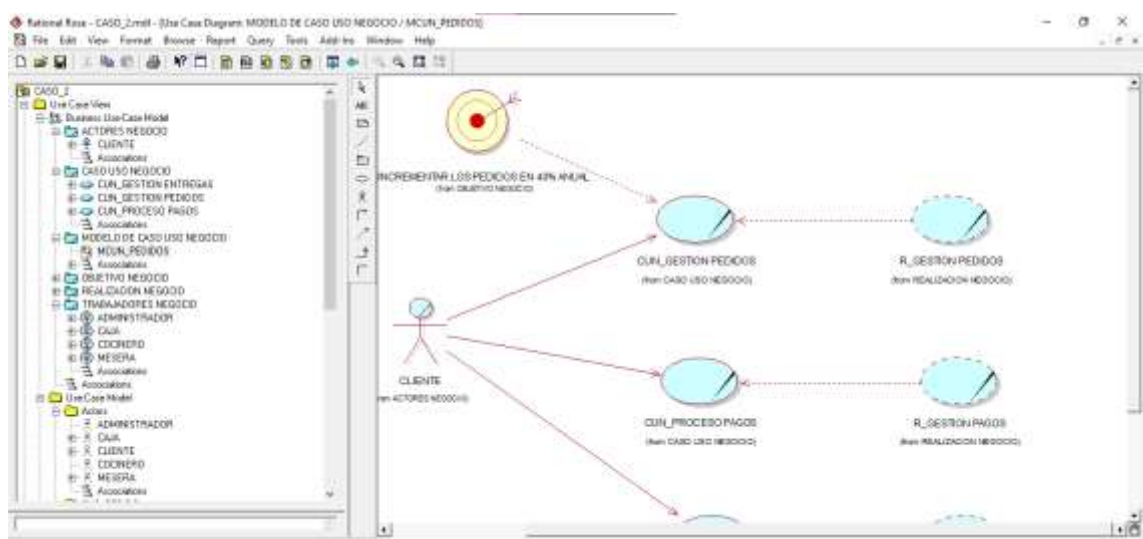 Rational Rose - CASO_2.mdl - [Use Case Diagram: MODELO DE CASO USO NEGOCIO / MCUN_PEDIDOS]
File Edit View Format Browse Report Query Tools Add-Ins Window Help
CASO_2
Use Case View
Business Use-Case Model
ACTORES NEGOCIO
CLIENTE
Associations
CASO USO NEGOCIO
CUN_GESTION ENTREGAS
CUN_GESTION PEDIDOS
CUN_PROCESO PAGOS
Associations
MODELO DE CASO USO NEGOCIO
MCUN_PEDIDOS
Associations
OBJETIVO NEGOCIO
REALIZACION NEGOCIO
TRABAJADORES NEGOCIO
ADMINISTRADOR
CAJA
COCINERO
MESERA
Associations
Associations
Use-Case Model
Actors
ADMINISTRADOR
CAJA
CLIENTE
COCINERO
MESERA
Associations
ABC
INCREMENTAR LOS PEDIDOS EN 40% ANUAL
(from OBJETIVO NEGOCIO)
CUN_GESTION PEDIDOS
(from CASO USO NEGOCIO)
R_GESTION PEDIDOS
(from REALIZACION NEGOCIO)
CLIENTE
ACTORES NEGOCIO)
CUN_PROCESO PAGOS
(from CASO USO NEGOCIO)
R_GESTION PAGOS
(from REALIZACION NEGOCIO)